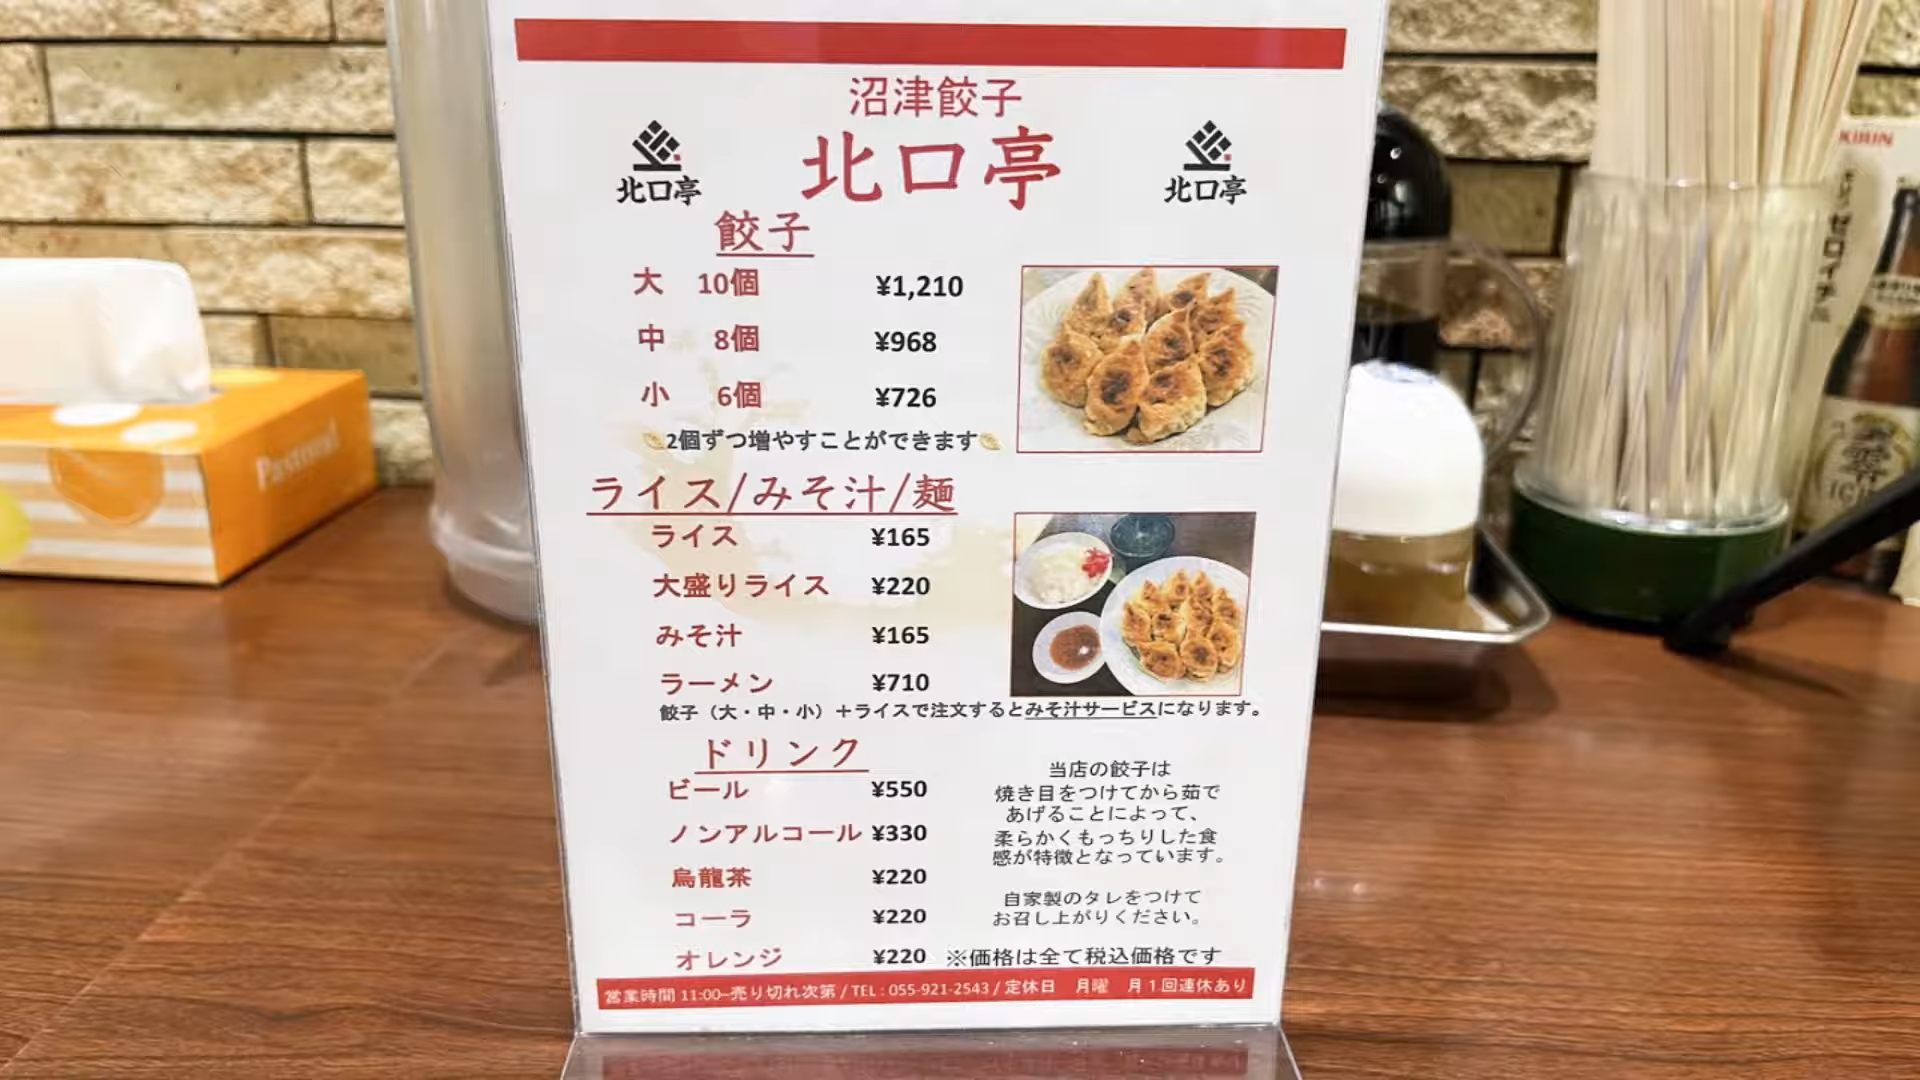 沼津餃子
北口亭
北口亭
北口亭
餃子
大 10個 ¥1,210
中 8個 ¥968
小 6個 ¥726
2個ずつ増やすことができます
ライス/みそ汁/麺
ライス ¥165
大盛りライス ¥220
みそ汁 ¥165
ラーメン ¥710
餃子（大・中・小）＋ライスで注文するとみそ汁サービスになります。
ドリンク
ビール ¥550
ノンアルコール ¥330
烏龍茶 ¥220
コーラ ¥220
オレンジ ¥220
当店の餃子は
焼き目をつけてから茹で
あげることによって、
柔らかくもっちりした食
感が特徴となっています。
自家製のタレをつけて
お召し上がりください。
※価格は全て税込価格です
営業時間 11:00–売り切れ次第 / TEL : 055-921-2543 / 定休日 月曜 月１回連休あり
Pastoral
KIRIN
ゼロイチ